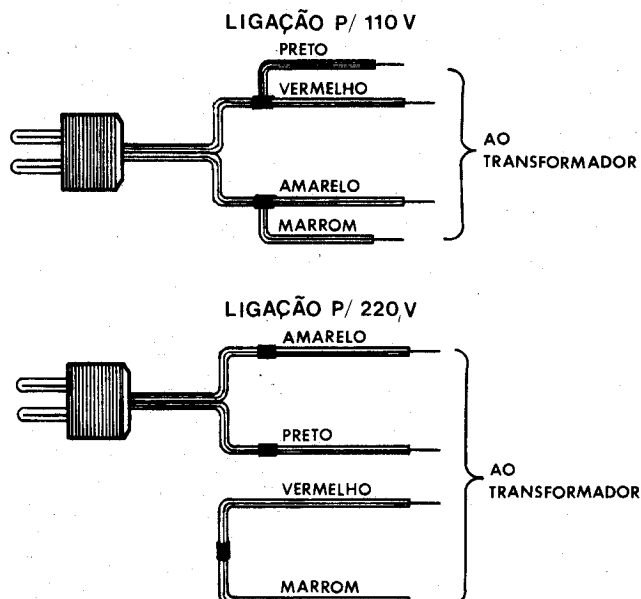 LIGAÇÃO P/ 110 V
PRETO
VERMELHO
AO
TRANSFORMADOR
AMARELO
MARROM
LIGAÇÃO P/ 220 V
AMARELO
PRETO
AO
TRANSFORMADOR
VERMELHO
MARROM